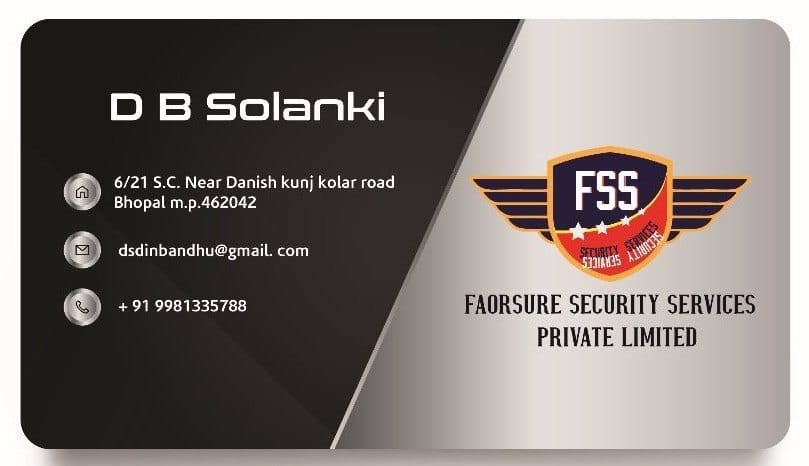 D B Solanki
6/21 S.C. Near Danish kunj kolar road
Bhopal m.p.462042
dsdinbandhu@gmail. com
+ 91 9981335788
FSS
SECURITY SERVICES
SECURITY SERVICES
FAORSURE SECURITY SERVICES
PRIVATE LIMITED